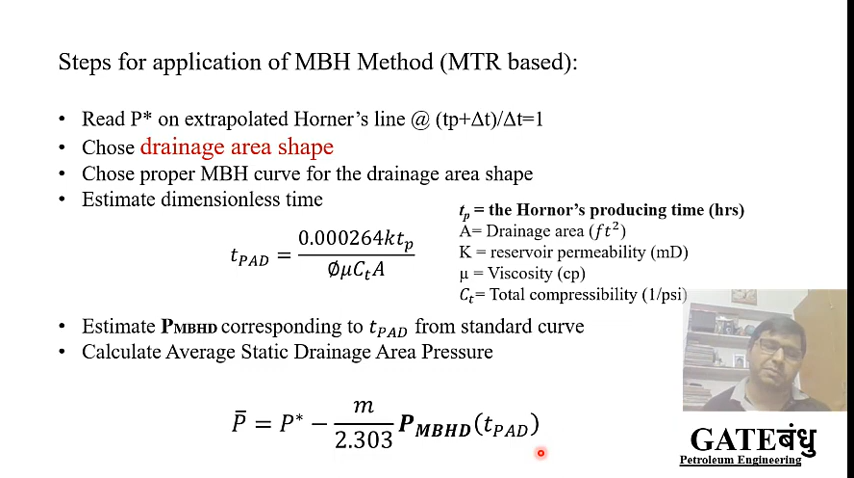 Steps for application of MBH Method (MTR based):
• Read P* on extrapolated Horner's line @ (tp+Δt)/Δt=1
• Chose drainage area shape
• Chose proper MBH curve for the drainage area shape
• Estimate dimensionless time
t_PAD = 0.000264kt_p / ∅μC_tA
t_p = the Hornor's producing time (hrs)
A= Drainage area (ft²)
K = reservoir permeability (mD)
μ = Viscosity (cp)
C_t= Total compressibility (1/psi)
• Estimate PMBHD corresponding to t_PAD from standard curve
• Calculate Average Static Drainage Area Pressure
P̄ = P* − m / 2.303 P_MBHD(t_PAD)
GATEबंधु
Petroleum Engineering